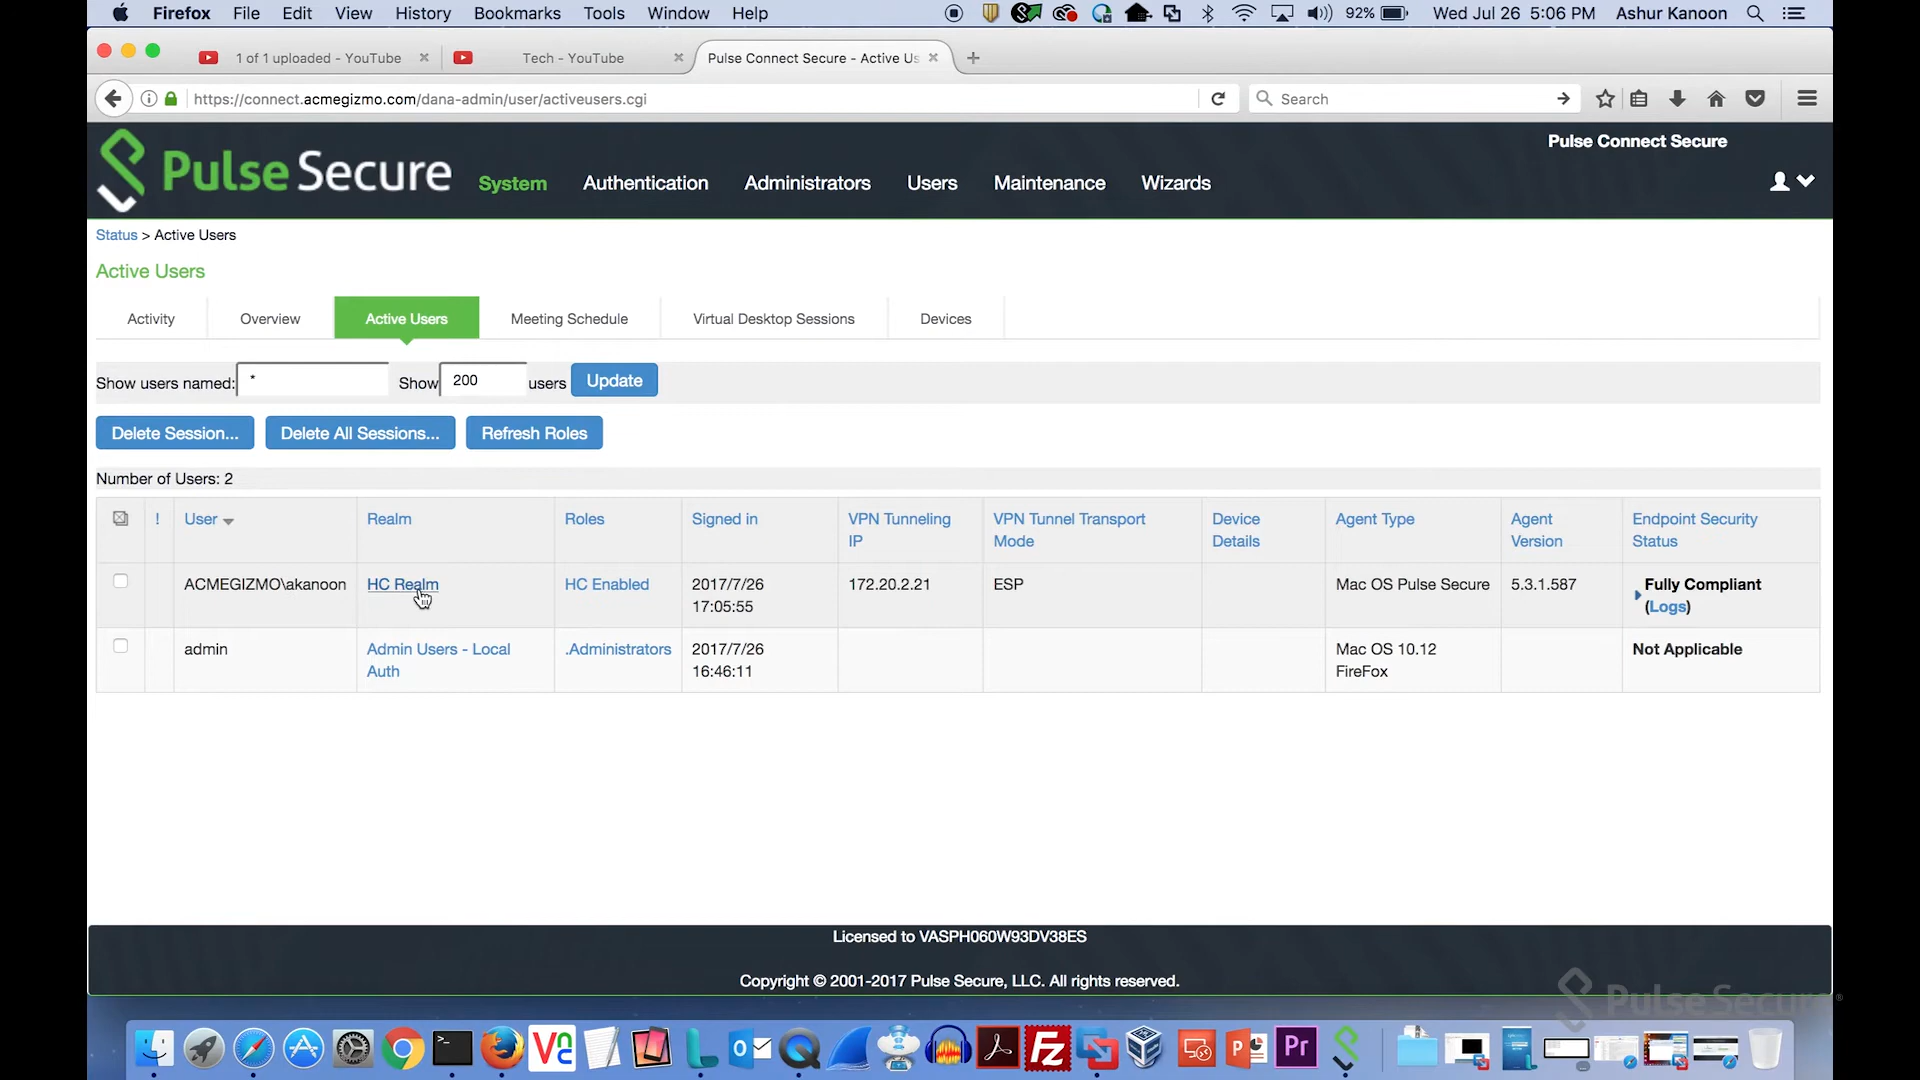 Firefox File Edit View History Bookmarks Tools Window Help 92% Wed Jul 26 5:06 PM Ashur Kanoon
1 of 1 uploaded - YouTube Tech - YouTube Pulse Connect Secure - Active Us
https://connect.acmegizmo.com/dana-admin/user/activeusers.cgi Search
Pulse Connect Secure
Pulse Secure System Authentication Administrators Users Maintenance Wizards
Status > Active Users
Active Users
Activity Overview Active Users Meeting Schedule Virtual Desktop Sessions Devices
Show users named: * Show 200 users Update
Delete Session... Delete All Sessions... Refresh Roles
Number of Users: 2
! User Realm Roles Signed in VPN Tunneling VPN Tunnel Transport Device Agent Type Agent Endpoint Security
IP Mode Details Version Status
ACMEGIZMO\akanoon HC Realm HC Enabled 2017/7/26 172.20.2.21 ESP Mac OS Pulse Secure 5.3.1.587 Fully Compliant
17:05:55 (Logs)
admin Admin Users - Local .Administrators 2017/7/26 Mac OS 10.12 Not Applicable
Auth 16:46:11 FireFox
Licensed to VASPH060W93DV38ES
Copyright © 2001-2017 Pulse Secure, LLC. All rights reserved.
Pulse Secure®